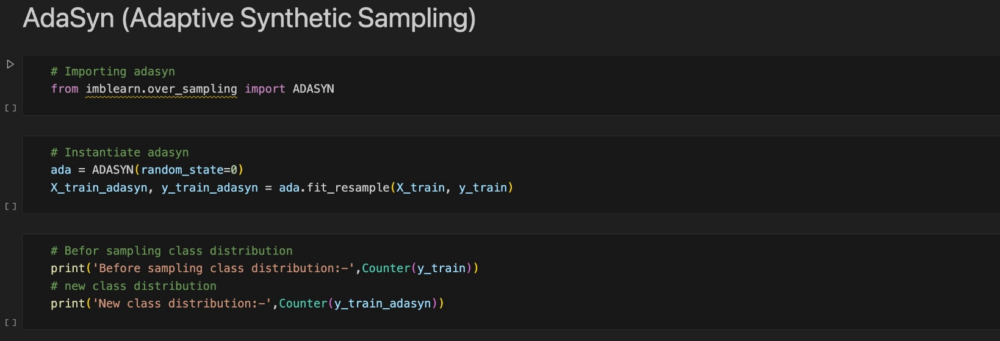 AdaSyn (Adaptive Synthetic Sampling)
# Importing adasyn
from imblearn.over_sampling import ADASYN
[ ]
# Instantiate adasyn
ada = ADASYN(random_state=0)
X_train_adasyn, y_train_adasyn = ada.fit_resample(X_train, y_train)
[ ]
# Befor sampling class distribution
print('Before sampling class distribution:-',Counter(y_train))
# new class distribution
print('New class distribution:-',Counter(y_train_adasyn))
[ ]